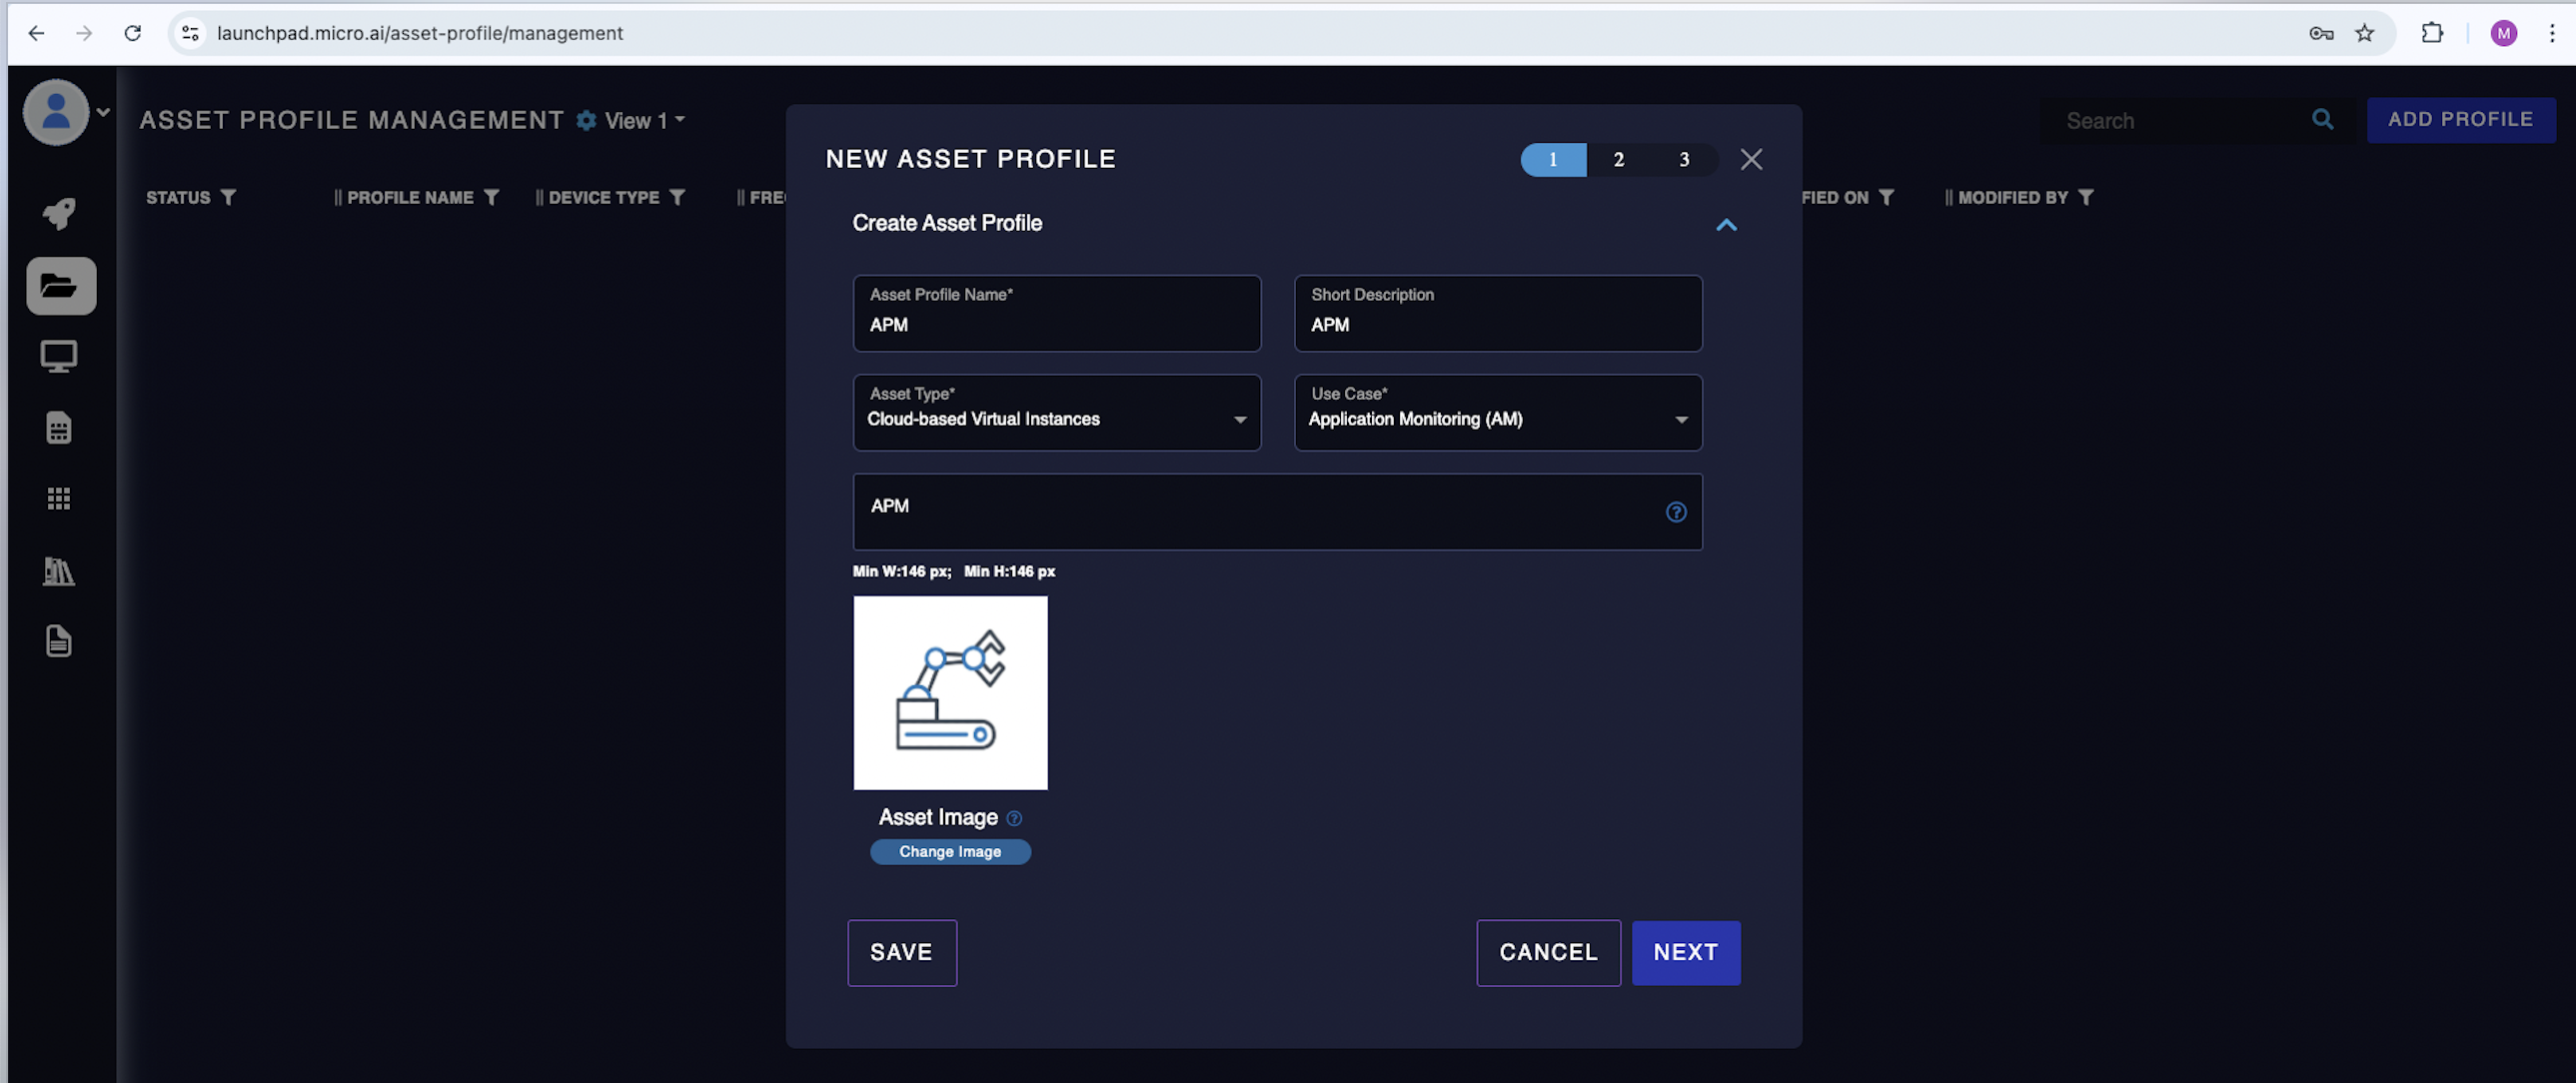 launchpad.micro.ai/asset-profile/management
M
ASSET PROFILE MANAGEMENT View 1
Search
ADD PROFILE
STATUS PROFILE NAME DEVICE TYPE FRE FIED ON MODIFIED BY
NEW ASSET PROFILE
1 2 3
Create Asset Profile
Asset Profile Name*
APM
Short Description
APM
Asset Type*
Cloud-based Virtual Instances
Use Case*
Application Monitoring (AM)
APM
?
Min W:146 px; Min H:146 px
Asset Image ?
Change Image
SAVE
CANCEL
NEXT